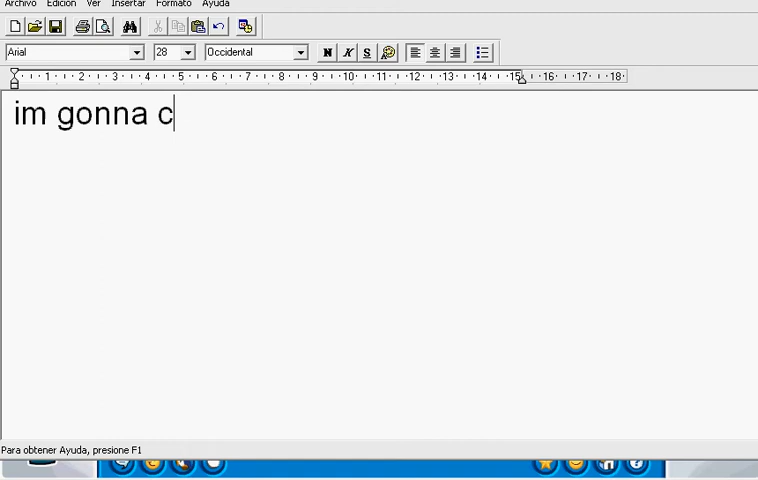 Archivo Edición Ver Insertar Formato Ayuda
Arial 28 Occidental N K S
1 2 3 4 5 6 7 8 9 10 11 12 13 14 15 16 17 18
im gonna c
Para obtener Ayuda, presione F1